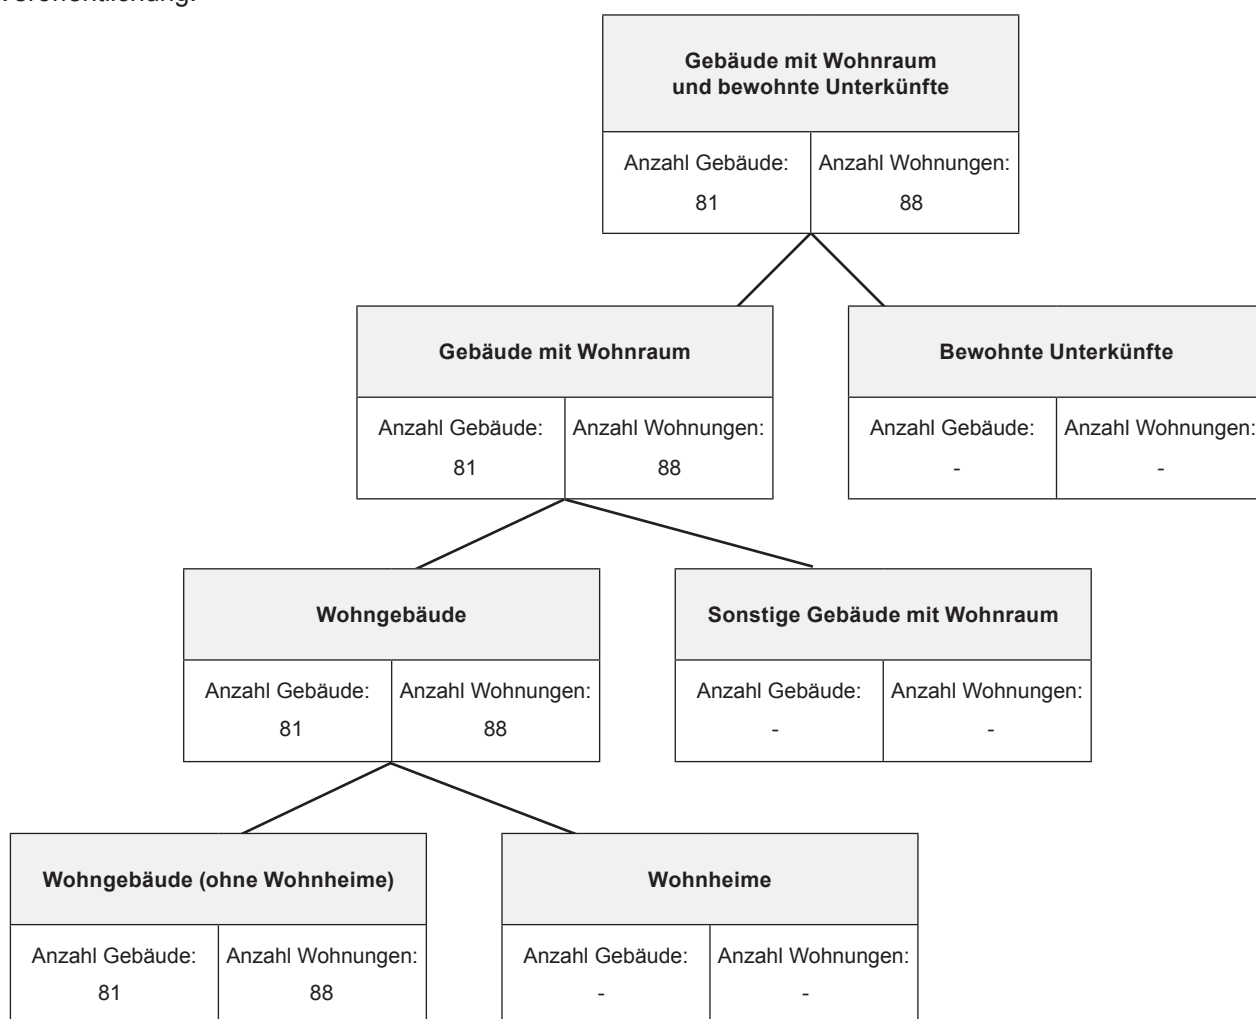 Veröffentlichung.
Gebäude mit Wohnraum
und bewohnte Unterkünfte
Anzahl Gebäude: Anzahl Wohnungen:
81 88
Gebäude mit Wohnraum Bewohnte Unterkünfte
Anzahl Gebäude: Anzahl Wohnungen: Anzahl Gebäude: Anzahl Wohnungen:
81 88 - -
Wohngebäude Sonstige Gebäude mit Wohnraum
Anzahl Gebäude: Anzahl Wohnungen: Anzahl Gebäude: Anzahl Wohnungen:
81 88 - -
Wohngebäude (ohne Wohnheime) Wohnheime
Anzahl Gebäude: Anzahl Wohnungen: Anzahl Gebäude: Anzahl Wohnungen:
81 88 - -